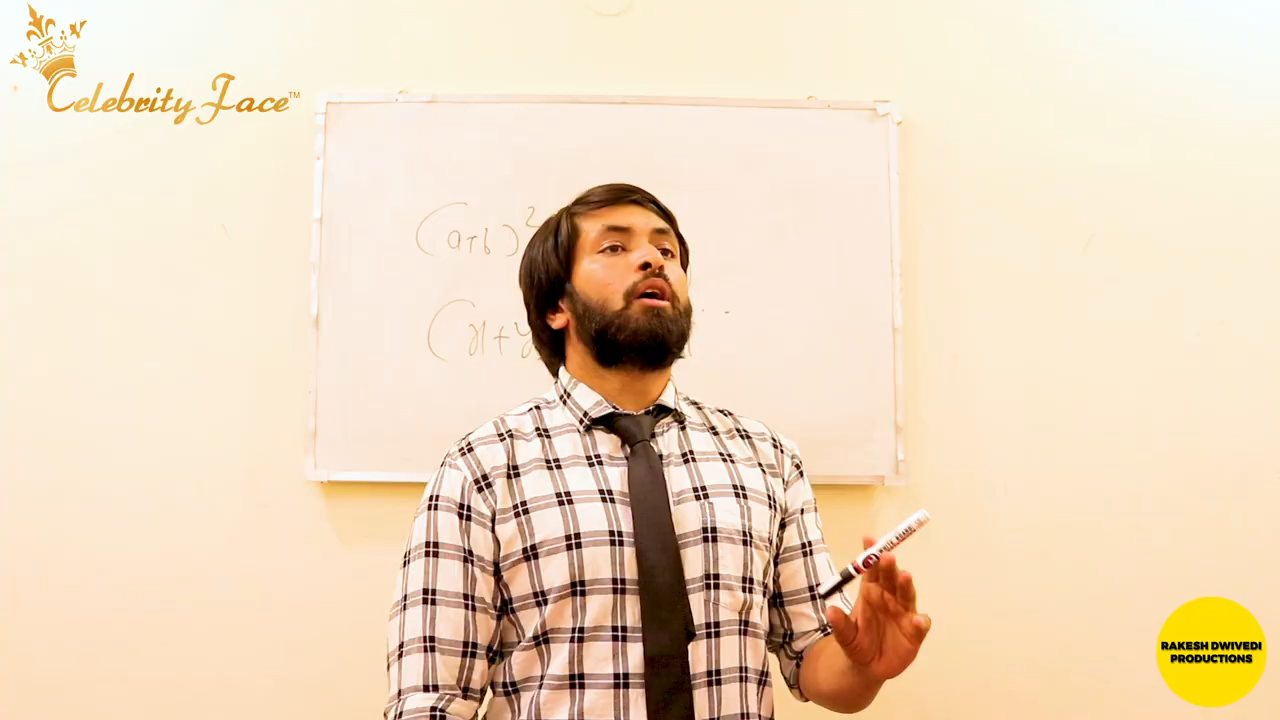 Celebrity Face™
(a+b)²
(x+y
RAKESH DWIVEDI
PRODUCTIONS